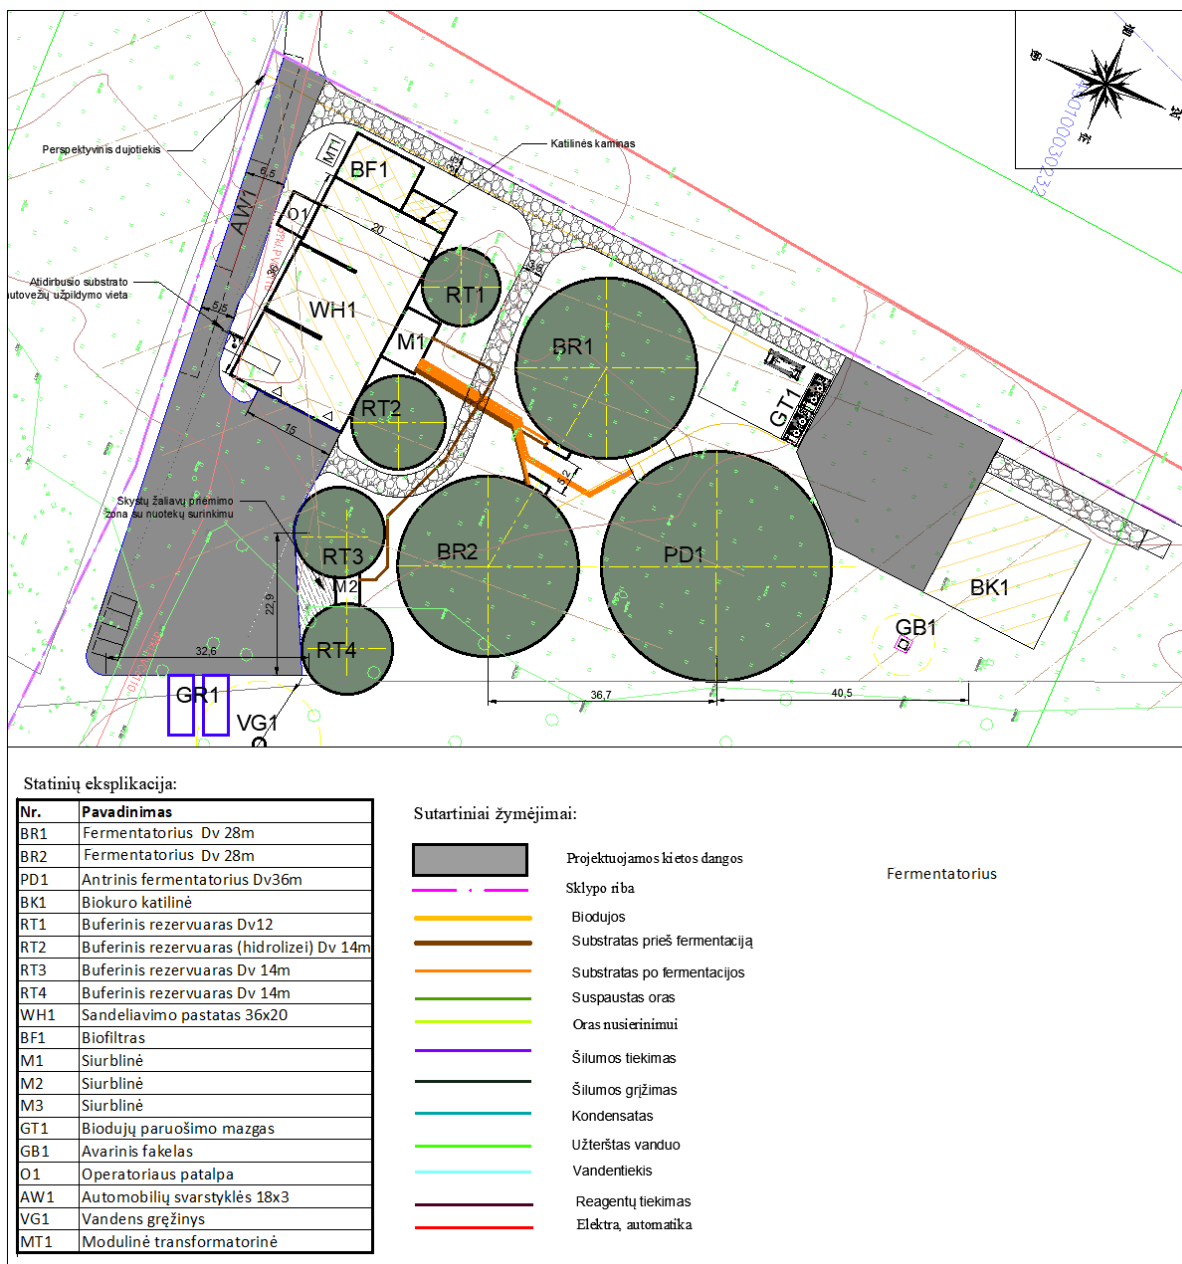 4501000030232
Perspektyvinis dujotiekis
Katilinės kaminas
MT1
BF1
3,5
6,5
AW1
O1
20
36
RT1
Atidirbusio substrato
autovežių užpildymo vieta
5,5
WH1
M1
3,5
BR1
GT1
RT2
15
5,2
Skystų žaliavų priėmimo
zona su nuotekų surinkimu
RT3
BR2
PD1
M2
BK1
22,9
GB1
32,6
RT4
GR1
36,7
40,5
VG1
Statinių eksplikacija:
Nr. Pavadinimas
BR1 Fermentatorius Dv 28m
BR2 Fermentatorius Dv 28m
PD1 Antrinis fermentatorius Dv36m
BK1 Biokuro katilinė
RT1 Buferinis rezervuaras Dv12
RT2 Buferinis rezervuaras (hidrolizei) Dv 14m
RT3 Buferinis rezervuaras Dv 14m
RT4 Buferinis rezervuaras Dv 14m
WH1 Sandeliavimo pastatas 36x20
BF1 Biofiltras
M1 Siurblinė
M2 Siurblinė
M3 Siurblinė
GT1 Biodujų paruošimo mazgas
GB1 Avarinis fakelas
O1 Operatoriaus patalpa
AW1 Automobilių svarstyklės 18x3
VG1 Vandens gręžinys
MT1 Modulinė transformatorinė
Sutartiniai žymėjimai:
Projektuojamos kietos dangos
Sklypo riba
Biodujos
Substratas prieš fermentaciją
Substratas po fermentacijos
Suspaustas oras
Oras nusierinimui
Šilumos tiekimas
Šilumos grįžimas
Kondensatas
Užterštas vanduo
Vandentiekis
Reagentų tiekimas
Elektra, automatika
Fermentatorius